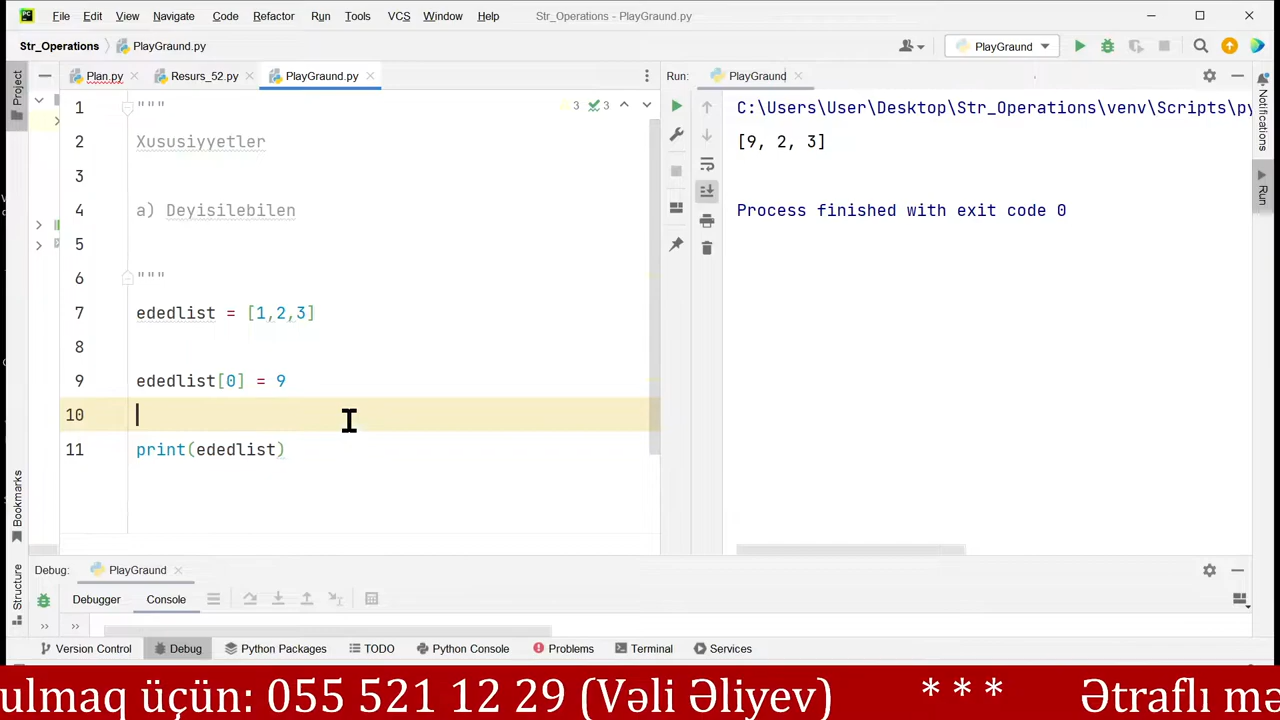 File Edit View Navigate Code Refactor Run Tools VCS Window Help Str_Operations - PlayGraund.py
Str_Operations PlayGraund.py PlayGraund
Project
Plan.py Resurs_52.py PlayGraund.py
Run: PlayGraund
Notifications
Run
3 3
1 """
2 Xususiyyetler
3
4 a) Deyisilebilen
5
6 """
7 ededlist = [1,2,3]
8
9 ededlist[0] = 9
10
11 print(ededlist)
C:\Users\User\Desktop\Str_Operations\venv\Scripts\py
[9, 2, 3]
Process finished with exit code 0
Bookmarks
Structure
Debug: PlayGraund
Debugger Console
Version Control Debug Python Packages TODO Python Console Problems Terminal Services
ulmaq üçün: 055 521 12 29 (Vəli Əliyev) * * * Ətraflı mə